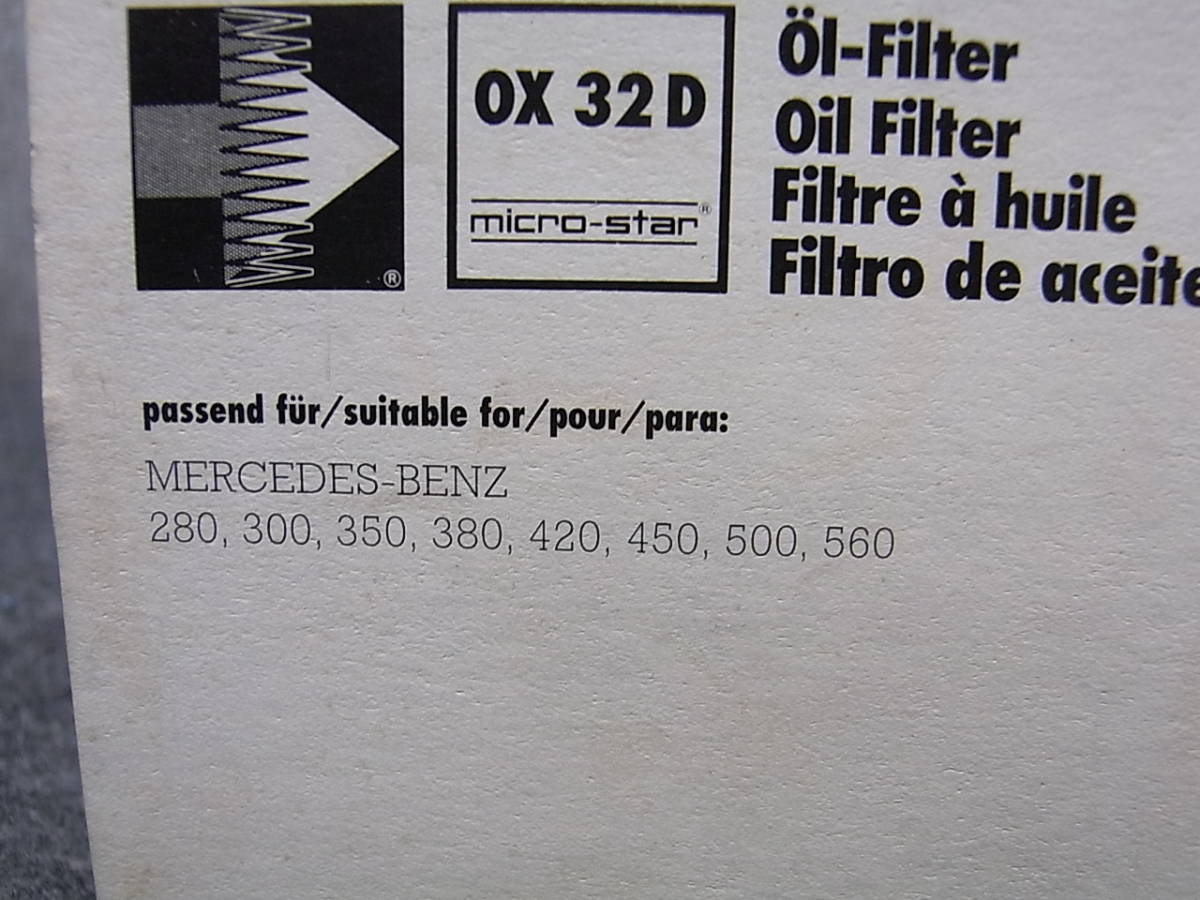 ®
OX 32 D
micro-star®
Öl-Filter
Oil Filter
Filtre à huile
Filtro de aceite
passend für/suitable for/pour/para:
MERCEDES-BENZ
280, 300, 350, 380, 420, 450, 500, 560